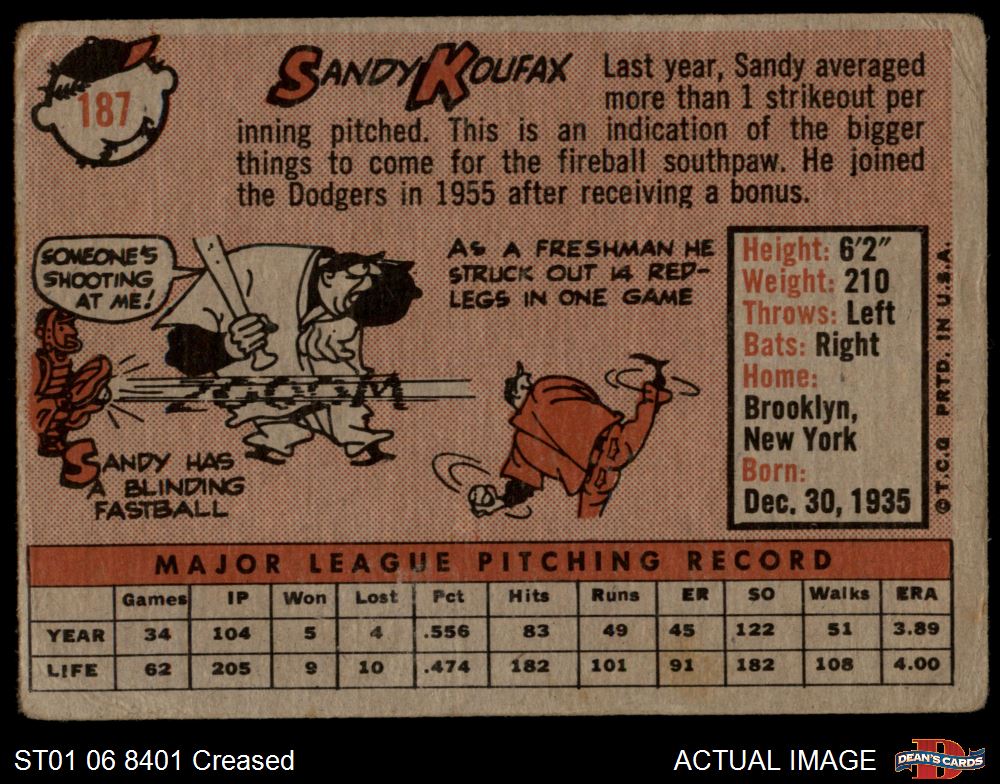 187
SANDY KOUFAX
Last year, Sandy averaged
more than 1 strikeout per
inning pitched. This is an indication of the bigger
things to come for the fireball southpaw. He joined
the Dodgers in 1955 after receiving a bonus.
SOMEONE'S
SHOOTING
AT ME!
AS A FRESHMAN HE
STRUCK OUT 14 RED-
LEGS IN ONE GAME
ZOOOM
SANDY HAS
A BLINDING
FASTBALL
Height: 6'2"
Weight: 210
Throws: Left
Bats: Right
Home:
Brooklyn,
New York
Born:
Dec. 30, 1935
© T.C.G. PRTD. IN U.S.A.
MAJOR LEAGUE PITCHING RECORD
Games IP Won Lost Pct Hits Runs ER SO Walks ERA
YEAR 34 104 5 4 .556 83 49 45 122 51 3.89
LIFE 62 205 9 10 .474 182 101 91 182 108 4.00
ST01 06 8401 Creased
ACTUAL IMAGE
D
DEAN'S CARDS